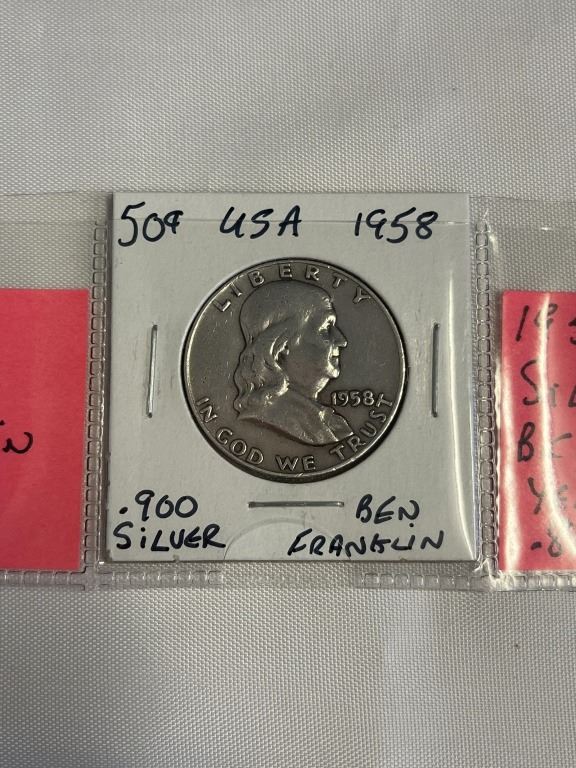 50¢ USA 1958
LIBERTY
1958
IN GOD WE TRUST
.900 BEN
SILVER FRANKLIN